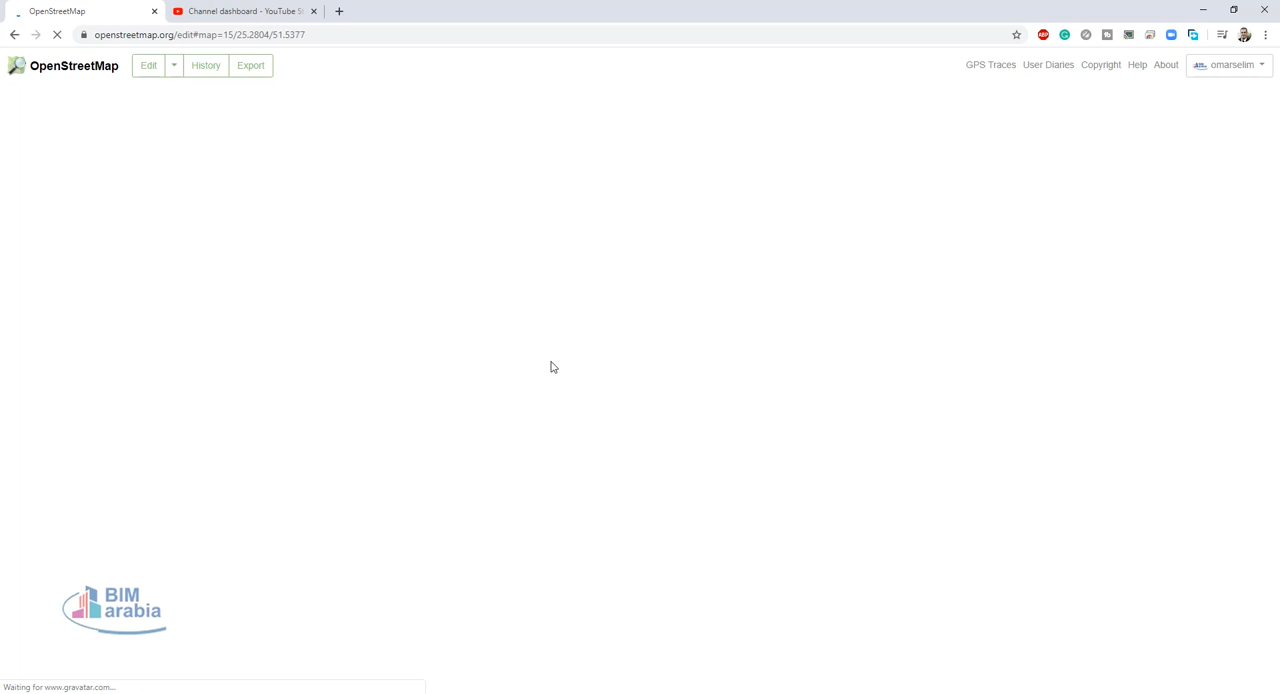 OpenStreetMap
Channel dashboard - YouTube St
openstreetmap.org/edit#map=15/25.2804/51.5377
ABP
OpenStreetMap
Edit
History
Export
GPS Traces
User Diaries
Copyright
Help
About
omarselim
BIM
arabia
Waiting for www.gravatar.com...